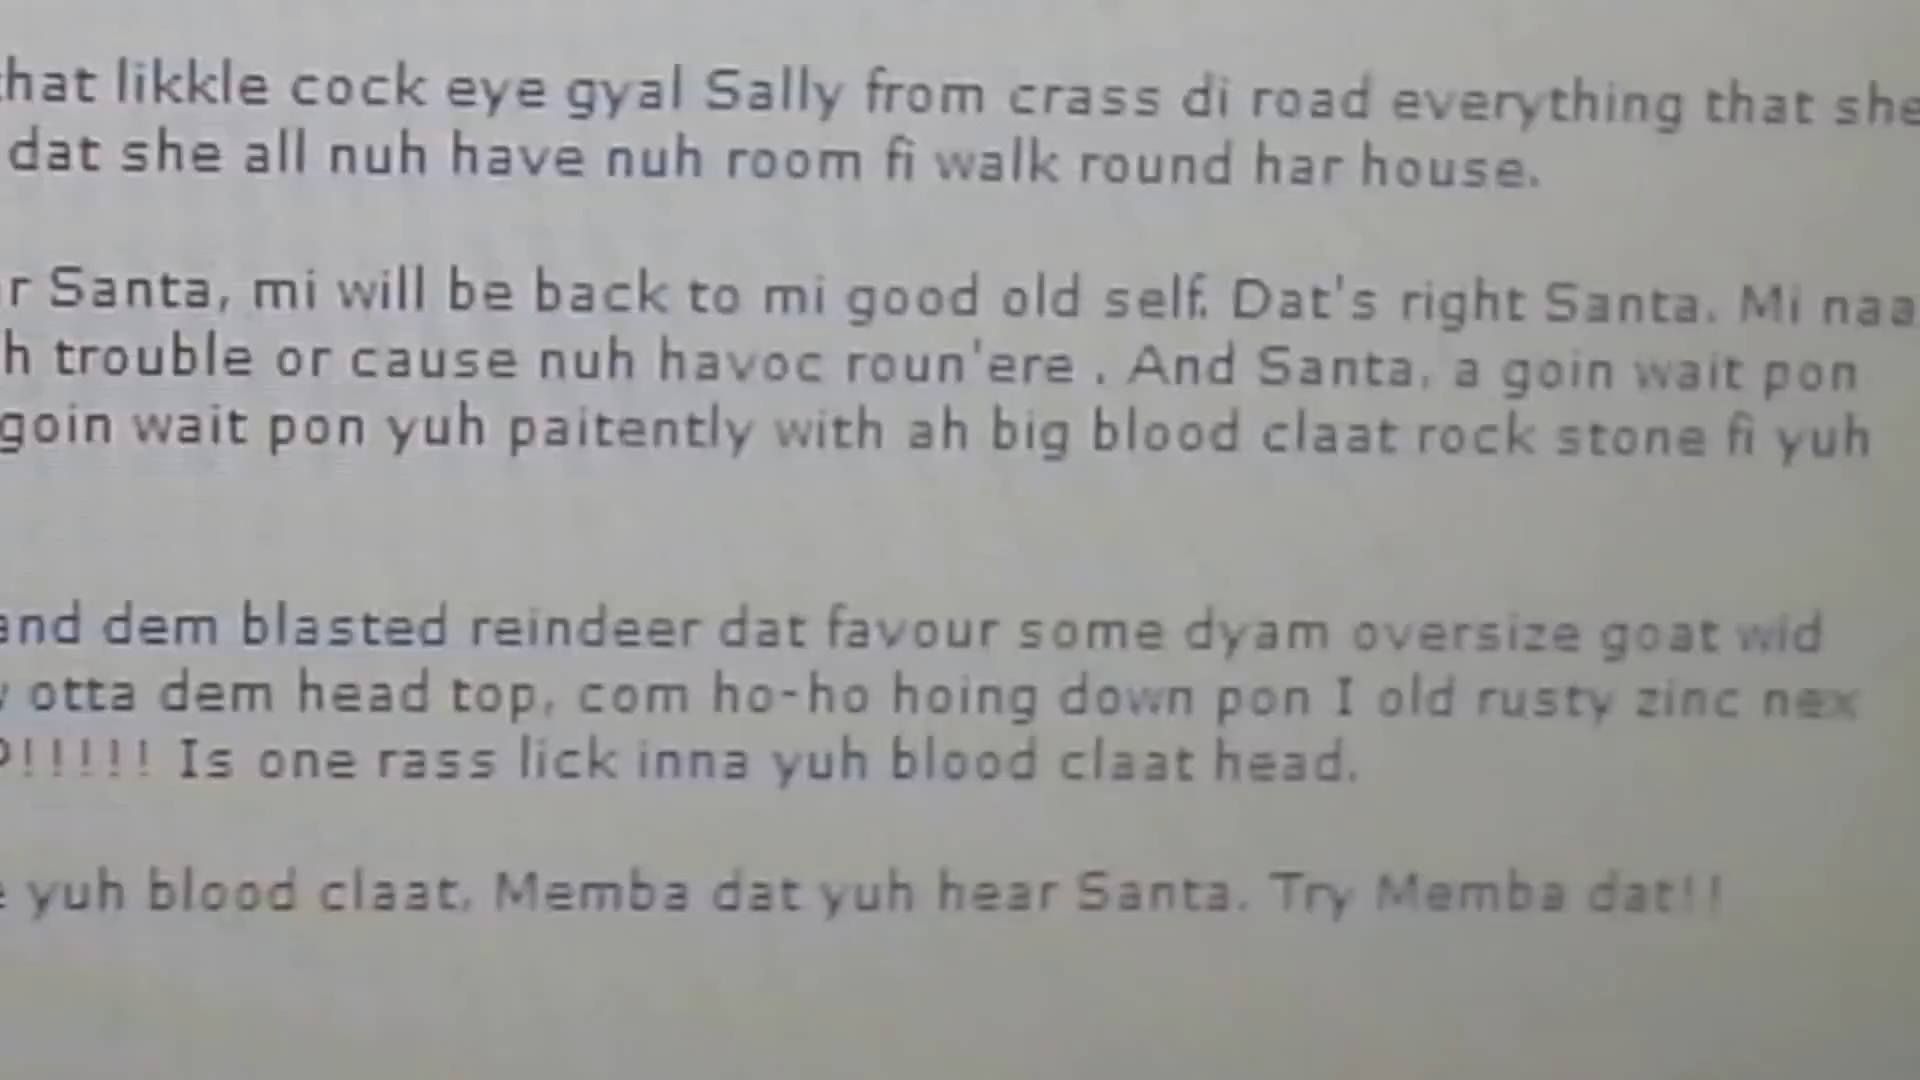 that likkle cock eye gyal Sally from crass di road everything that she
dat she all nuh have nuh room fi walk round har house.
r Santa, mi will be back to mi good old self. Dat's right Santa. Mi naa
h trouble or cause nuh havoc roun'ere . And Santa, a goin wait pon
goin wait pon yuh paitently with ah big blood claat rock stone fi yuh
and dem blasted reindeer dat favour some dyam oversize goat wid
otta dem head top, com ho-ho hoing down pon I old rusty zinc nex
!!!!! Is one rass lick inna yuh blood claat head.
yuh blood claat. Memba dat yuh hear Santa. Try Memba dat!!